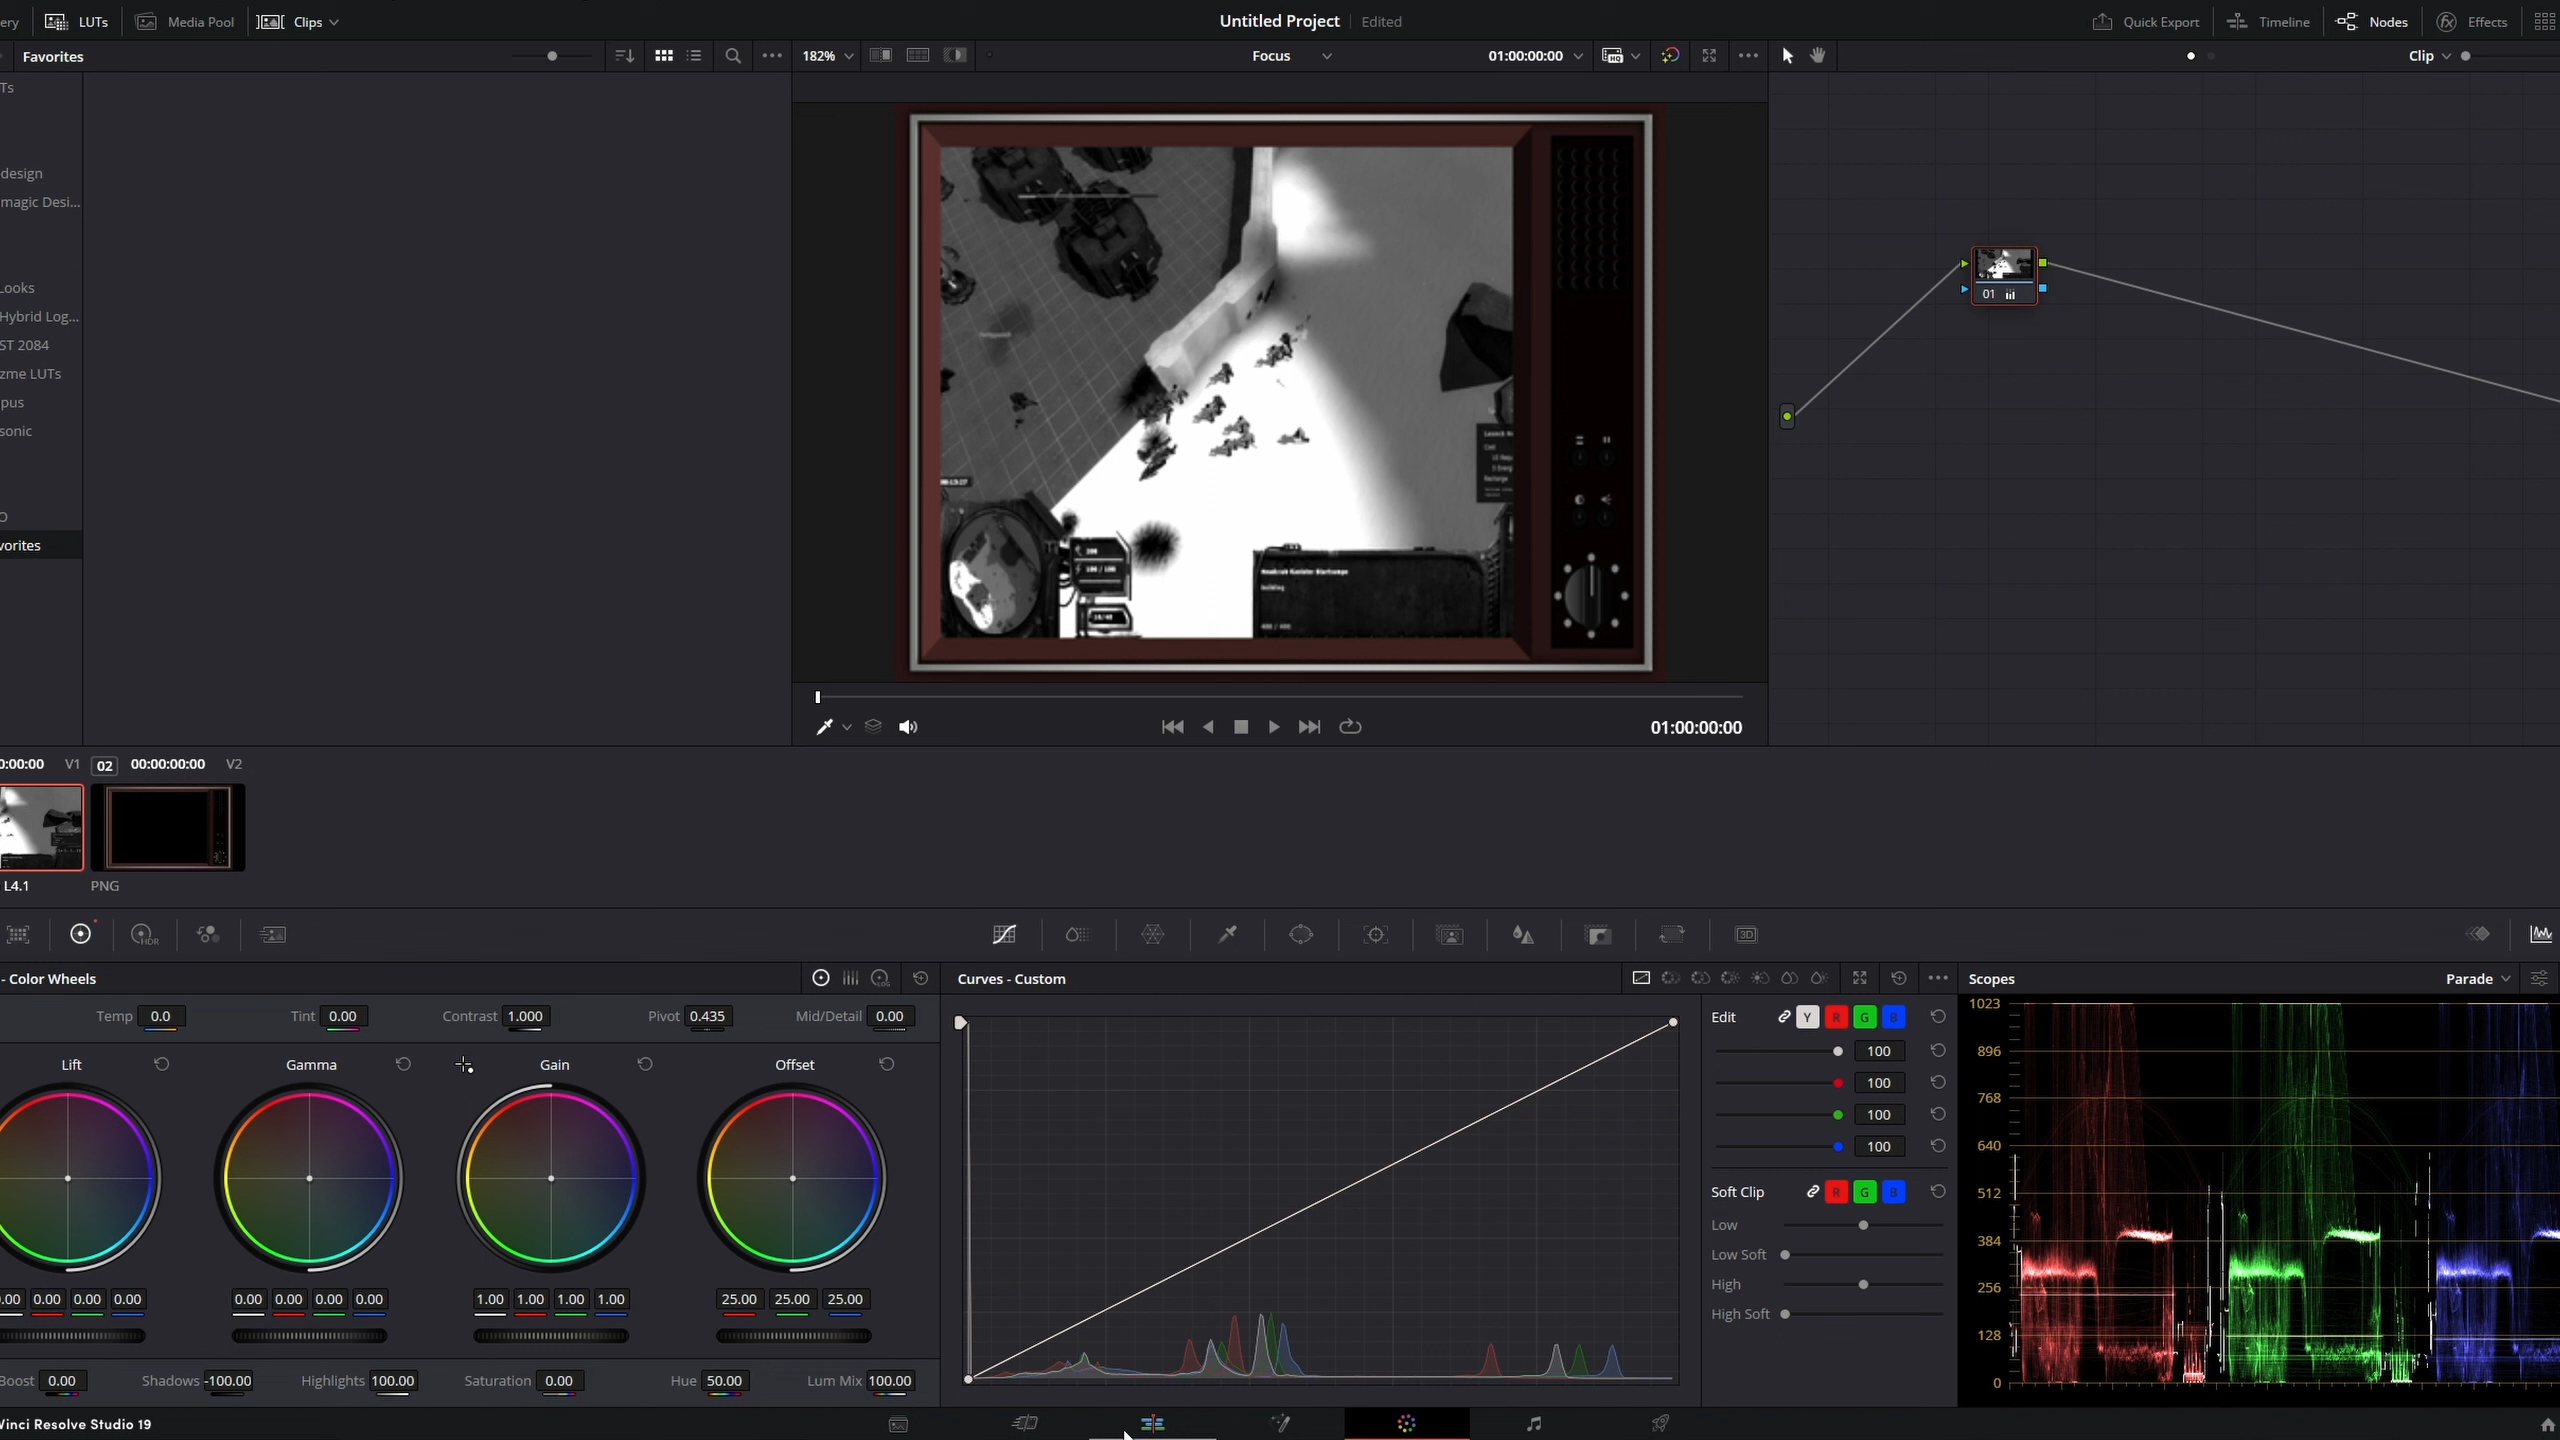 ery LUTs Media Pool Clips Untitled Project Edited Quick Export Timeline Nodes Effects
Favorites 182% Focus 01:00:00:00 Clip
Ts
design
magic Desi...
Looks
Hybrid Log...
ST 2084
zme LUTs
pus
sonic
O
vorites
01
01:00:00:00
0:00:00 V1 02 00:00:00:00 V2
L4.1 PNG
HDR 3D
- Color Wheels LOG Curves - Custom Scopes Parade
Temp 0.0 Tint 0.00 Contrast 1.000 Pivot 0.435 Mid/Detail 0.00
Lift Gamma Gain Offset
Edit Y R G B
100
100
100
100
Soft Clip R G B
Low
Low Soft
High
High Soft
1023
896
768
640
512
384
256
128
0
0.00 0.00 0.00 0.00 0.00 0.00 0.00 0.00 1.00 1.00 1.00 1.00 25.00 25.00 25.00
Boost 0.00 Shadows -100.00 Highlights 100.00 Saturation 0.00 Hue 50.00 Lum Mix 100.00
Vinci Resolve Studio 19